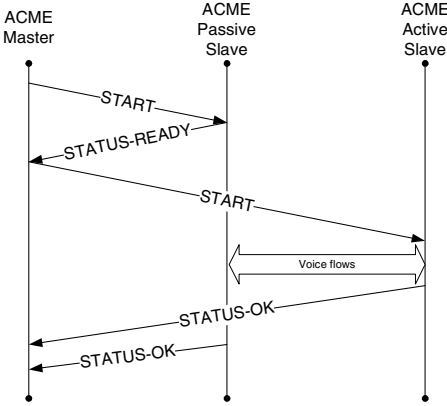 ACME
Master
ACME
Passive
Slave
ACME
Active
Slave
START
STATUS-READY
START
Voice flows
STATUS-OK
STATUS-OK